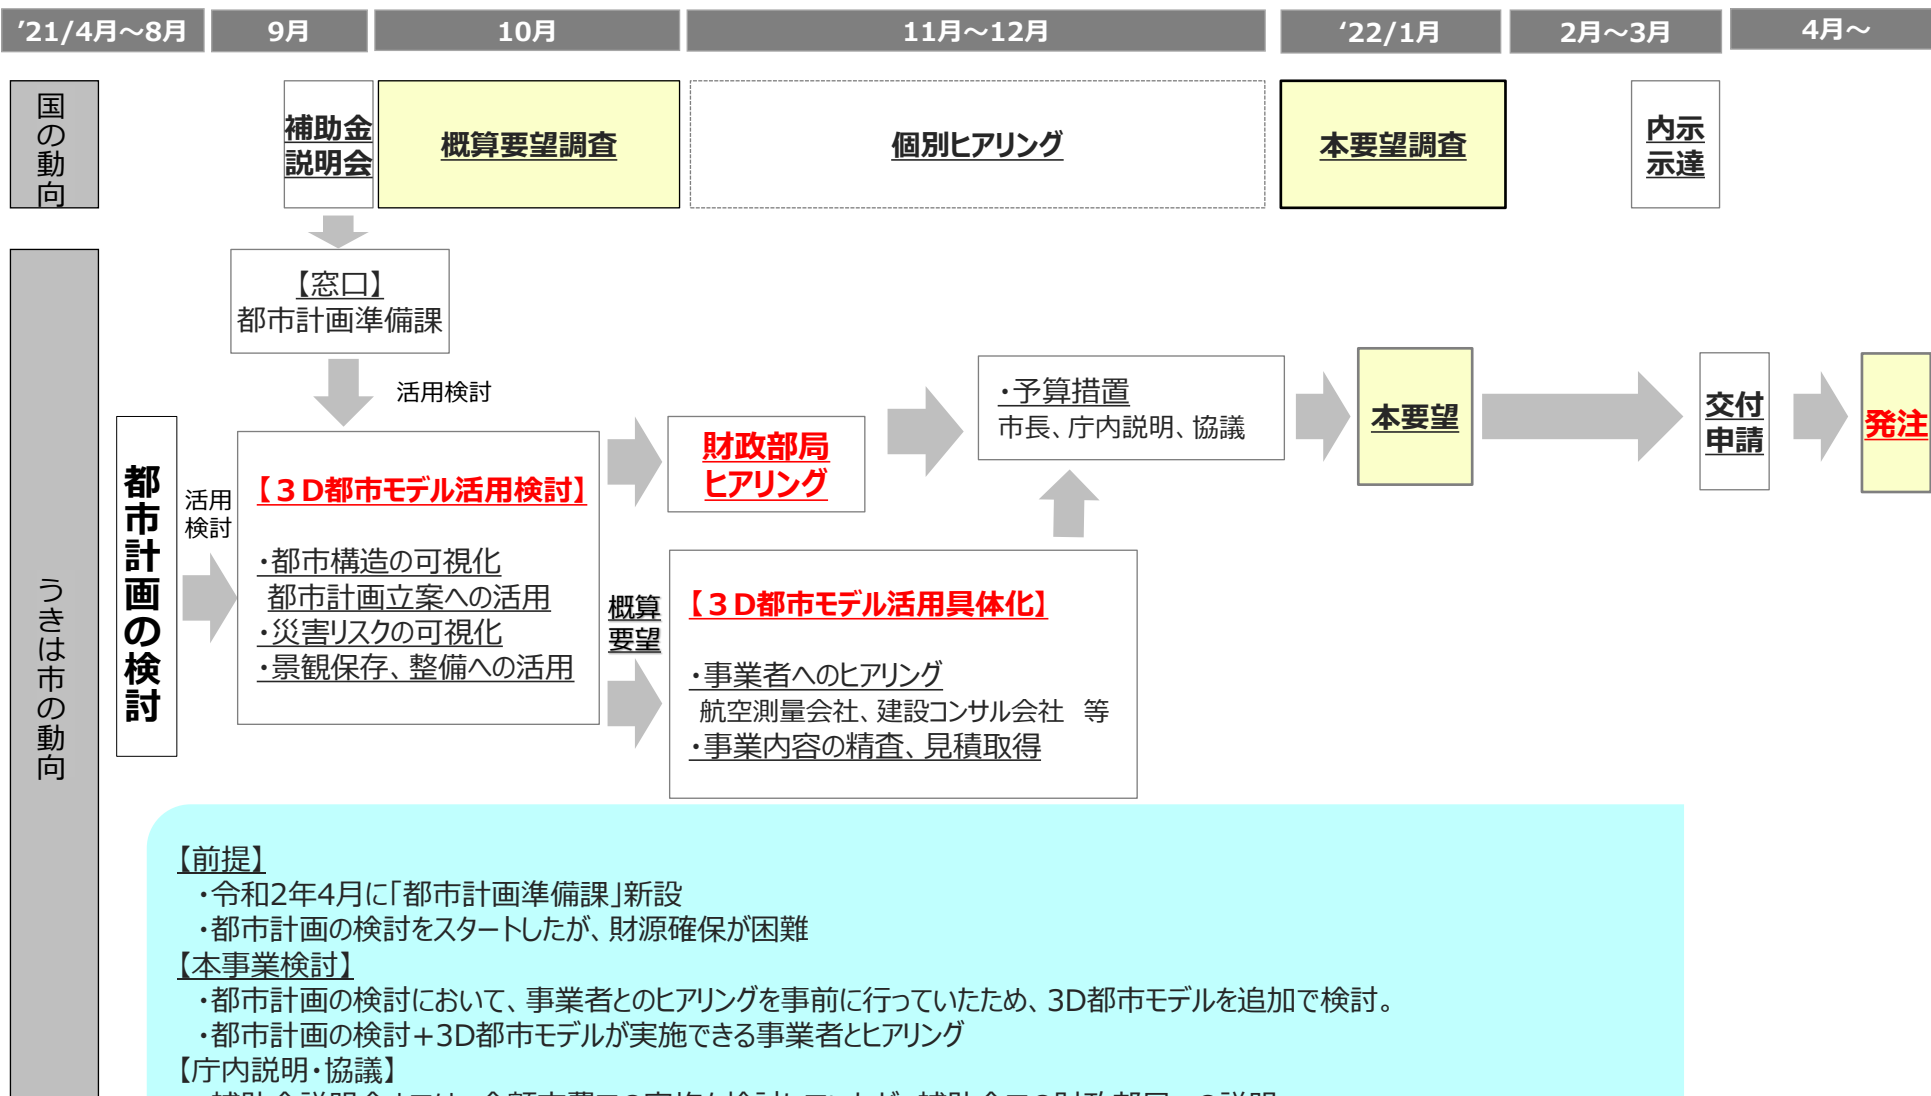 ’21/4月～8月
9月
10月
11月～12月
‘22/1月
2月～3月
4月～
国の動向
補助金
説明会
概算要望調査
個別ヒアリング
本要望調査
内示
示達
うきは市の動向
【窓口】
都市計画準備課
活用検討
都市計画の検討
活用
検討
【３D都市モデル活用検討】
・都市構造の可視化
都市計画立案への活用
・災害リスクの可視化
・景観保存、整備への活用
財政部局
ヒアリング
概算
要望
【３D都市モデル活用具体化】
・事業者へのヒアリング
航空測量会社、建設コンサル会社　等
・事業内容の精査、見積取得
・予算措置
市長、庁内説明、協議
本要望
交付
申請
発注
【前提】
・令和2年4月に「都市計画準備課」新設
・都市計画の検討をスタートしたが、財源確保が困難
【本事業検討】
・都市計画の検討において、事業者とのヒアリングを事前に行っていたため、3D都市モデルを追加で検討。
・都市計画の検討+3D都市モデルが実施できる事業者とヒアリング
【庁内説明・協議】